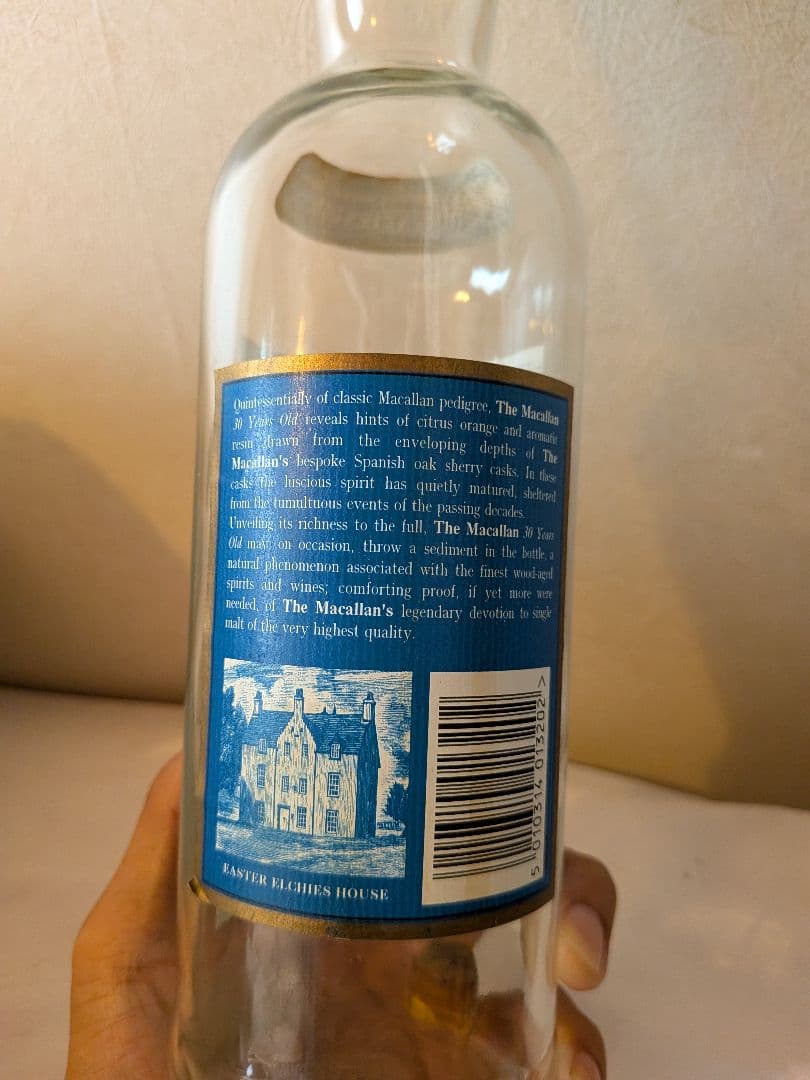 Quintessentially of classic Macallan pedigree, The Macallan
30 Years Old reveals hints of citrus orange and aromatic
resin drawn from the enveloping depths of The
Macallan's bespoke Spanish oak sherry casks. In these
casks the luscious spirit has quietly matured, sheltered
from the tumultuous events of the passing decades.
Unveiling its richness to the full, The Macallan 30 Years
Old may, on occasion, throw a sediment in the bottle, a
natural phenomenon associated with the finest wood-aged
spirits and wines; comforting proof, if yet more were
needed, of The Macallan's legendary devotion to single
malt of the very highest quality.
EASTER ELCHIES HOUSE
5 010314 013202 >